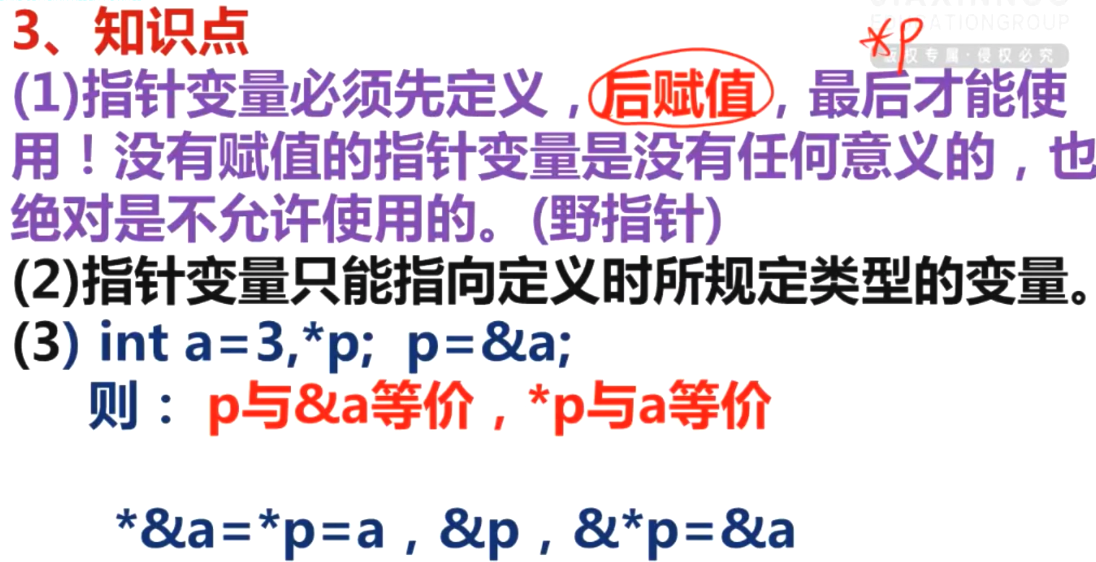 3、知识点
*p
EDUCATIONGROUP
版权专属·侵权必究
(1)指针变量必须先定义，后赋值，最后才能使
用！没有赋值的指针变量是没有任何意义的，也
绝对是不允许使用的。(野指针)
(2)指针变量只能指向定义时所规定类型的变量。
(3) int a=3,*p;  p=&a;
则： p与&a等价，*p与a等价
*&a=*p=a，&p，&*p=&a